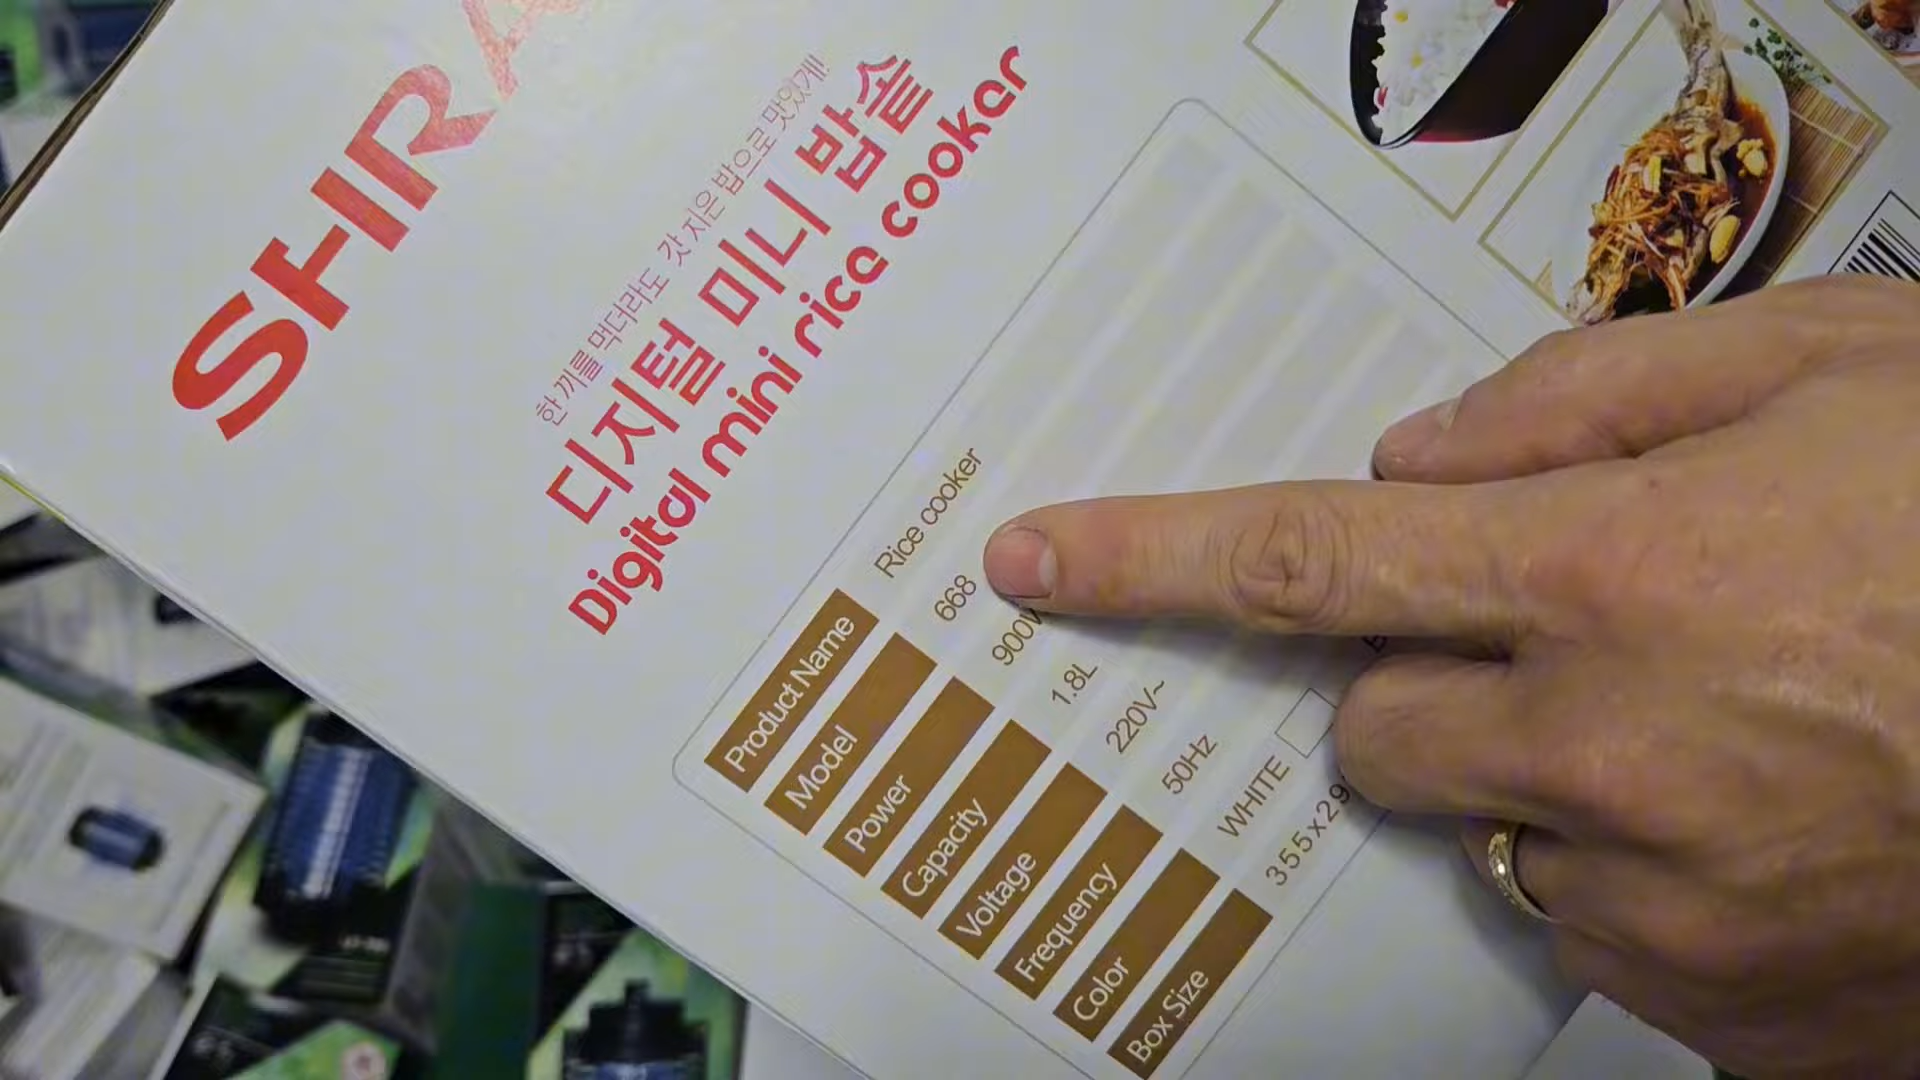 SHIRA
한 끼를 먹더라도 갓 지은 밥으로 맛있게!
디지털 미니 밥솥
Digital mini rice cooker
Product Name Rice cooker
Model 668
Power 900W
Capacity 1.8L
Voltage 220V~
Frequency 50Hz
Color WHITE
Box Size 355x29